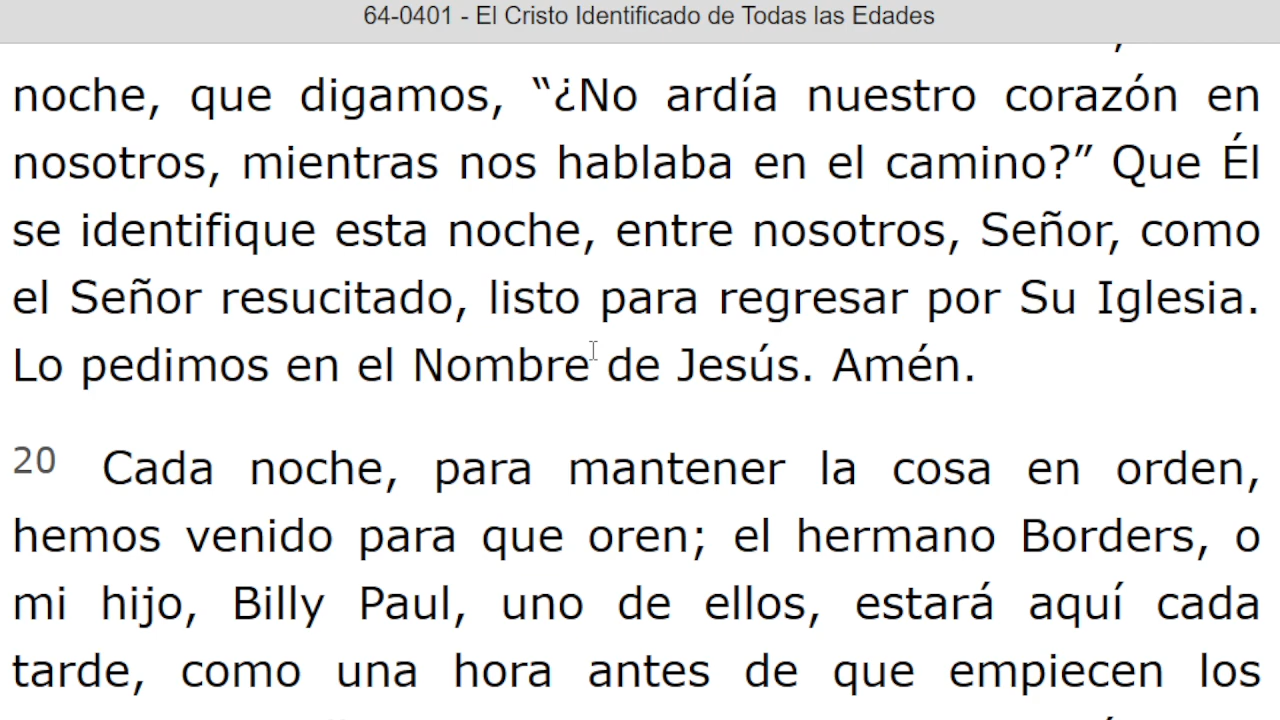 64-0401 - El Cristo Identificado de Todas las Edades
noche, que digamos, “¿No ardía nuestro corazón en
nosotros, mientras nos hablaba en el camino?” Que Él
se identifique esta noche, entre nosotros, Señor, como
el Señor resucitado, listo para regresar por Su Iglesia.
Lo pedimos en el Nombre de Jesús. Amén.
20 Cada noche, para mantener la cosa en orden,
hemos venido para que oren; el hermano Borders, o
mi hijo, Billy Paul, uno de ellos, estará aquí cada
tarde, como una hora antes de que empiecen los